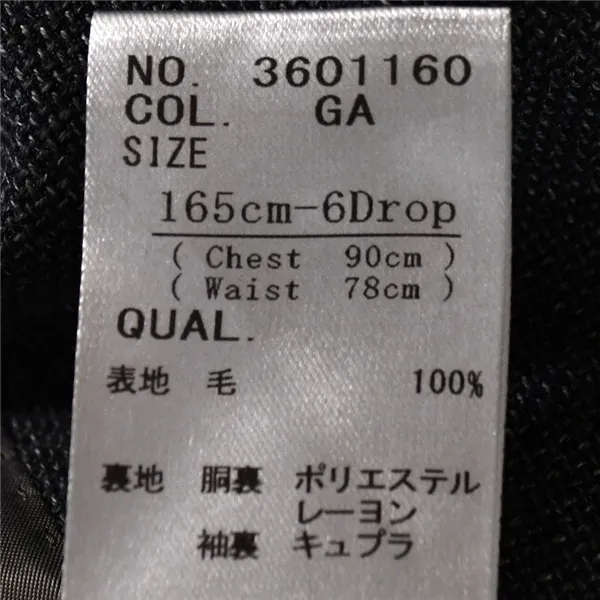 NO. 3601160
COL. GA
SIZE
165cm-6Drop
( Chest 90cm )
( Waist 78cm )
QUAL.
表地 毛 100%
裏地 胴裏 ポリエステル
レーヨン
袖裏 キュプラ